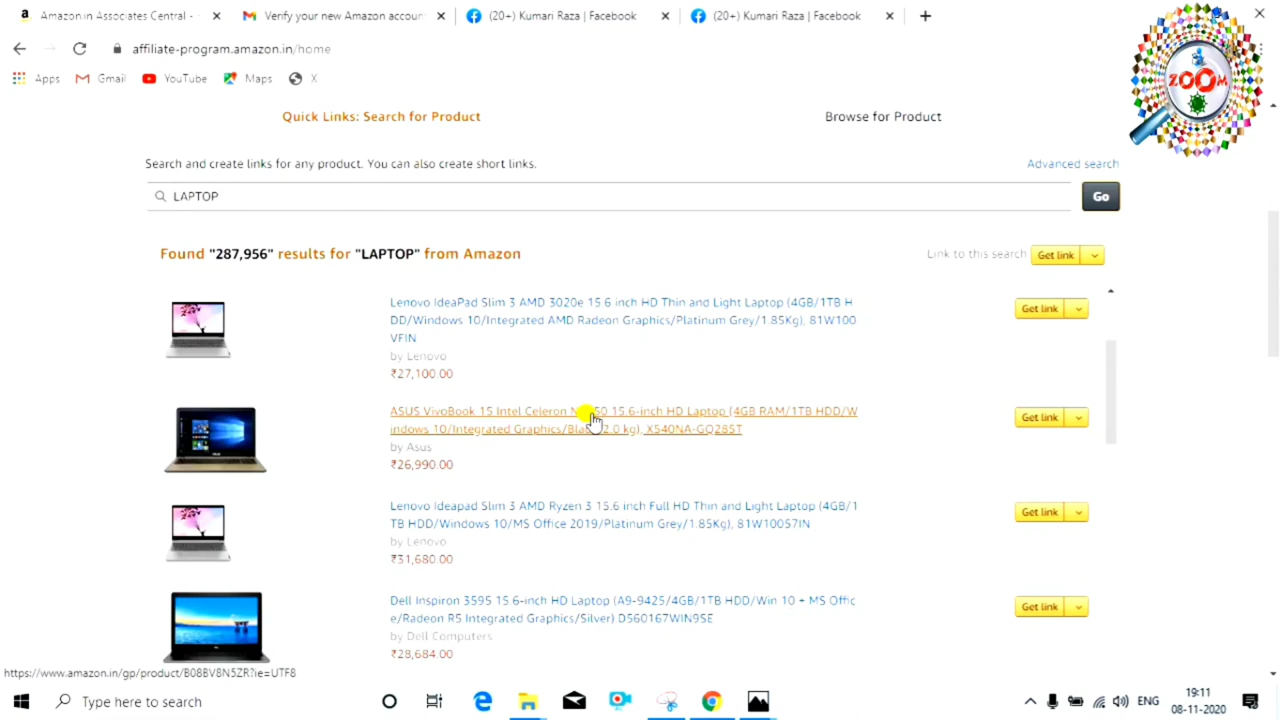 Amazon.in Associates Central -
Verify your new Amazon accoun
(20+) Kumari Raza | Facebook
(20+) Kumari Raza | Facebook
affiliate-program.amazon.in/home
Apps
Gmail
YouTube
Maps
X
ZOOM
Quick Links: Search for Product
Browse for Product
Search and create links for any product. You can also create short links.
Advanced search
LAPTOP
Go
Found "287,956" results for "LAPTOP" from Amazon
Link to this search
Get link
Lenovo IdeaPad Slim 3 AMD 3020e 15.6 inch HD Thin and Light Laptop (4GB/1TB H
DD/Windows 10/Integrated AMD Radeon Graphics/Platinum Grey/1.85Kg), 81W100
VFIN
by Lenovo
₹27,100.00
Get link
ASUS VivoBook 15 Intel Celeron 15.6-inch HD Laptop (4GB RAM/1TB HDD/W
indows 10/Integrated Graphics/Black/2.0 kg), X540NA-GQ285T
by Asus
₹26,990.00
Get link
Lenovo Ideapad Slim 3 AMD Ryzen 3 15.6 inch Full HD Thin and Light Laptop (4GB/1
TB HDD/Windows 10/MS Office 2019/Platinum Grey/1.85Kg), 81W10057IN
by Lenovo
₹31,680.00
Get link
Dell Inspiron 3595 15.6-inch HD Laptop (A9-9425/4GB/1TB HDD/Win 10 + MS Offic
e/Radeon R5 Integrated Graphics/Silver) D560167WIN9SE
by Dell Computers
₹28,684.00
Get link
https://www.amazon.in/gp/product/B08BV8N5ZR?ie=UTF8
Type here to search
ENG
19:11
08-11-2020